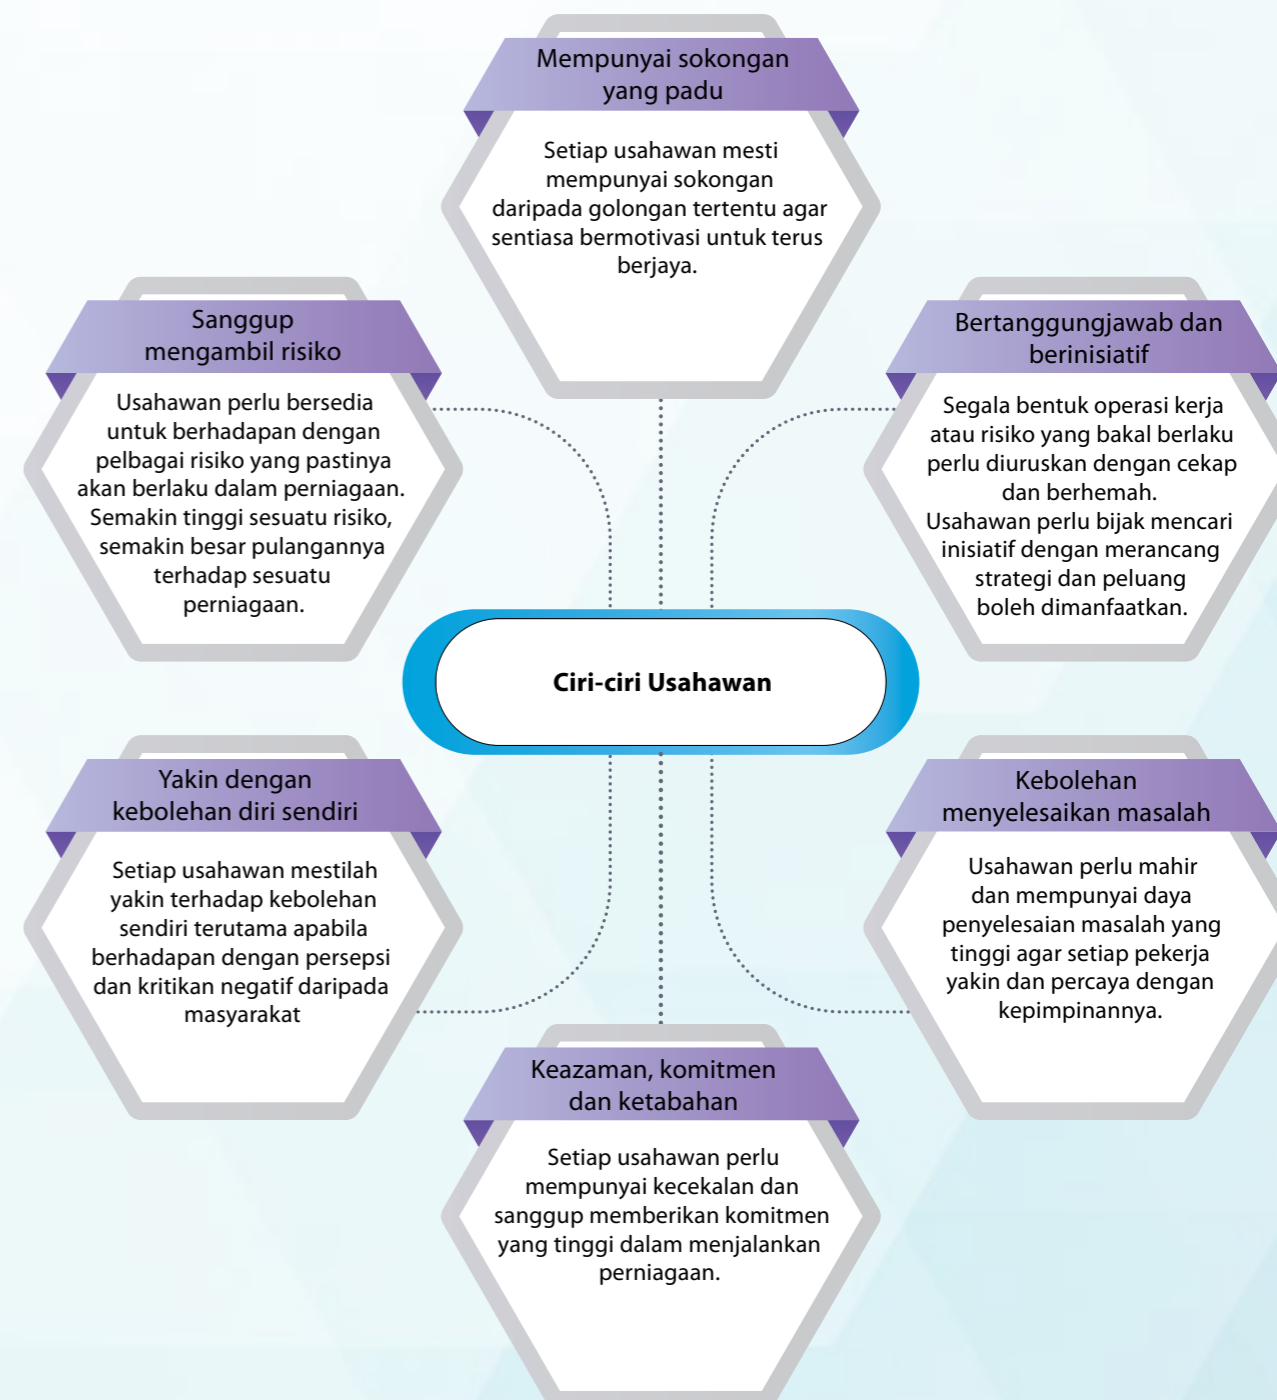 Mempunyai sokongan
yang padu
Setiap usahawan mesti
mempunyai sokongan
daripada golongan tertentu agar
sentiasa bermotivasi untuk terus
berjaya.
Sanggup
mengambil risiko
Usahawan perlu bersedia
untuk berhadapan dengan
pelbagai risiko yang pastinya
akan berlaku dalam perniagaan.
Semakin tinggi sesuatu risiko,
semakin besar pulangannya
terhadap sesuatu
perniagaan.
Bertanggungjawab dan
berinisiatif
Segala bentuk operasi kerja
atau risiko yang bakal berlaku
perlu diuruskan dengan cekap
dan berhemah.
Usahawan perlu bijak mencari
inisiatif dengan merancang
strategi dan peluang
boleh dimanfaatkan.
Ciri-ciri Usahawan
Yakin dengan
kebolehan diri sendiri
Setiap usahawan mestilah
yakin terhadap kebolehan
sendiri terutama apabila
berhadapan dengan persepsi
dan kritikan negatif daripada
masyarakat
Kebolehan
menyelesaikan masalah
Usahawan perlu mahir
dan mempunyai daya
penyelesaian masalah yang
tinggi agar setiap pekerja
yakin dan percaya dengan
kepimpinannya.
Keazaman, komitmen
dan ketabahan
Setiap usahawan perlu
mempunyai kecekalan dan
sanggup memberikan komitmen
yang tinggi dalam menjalankan
perniagaan.